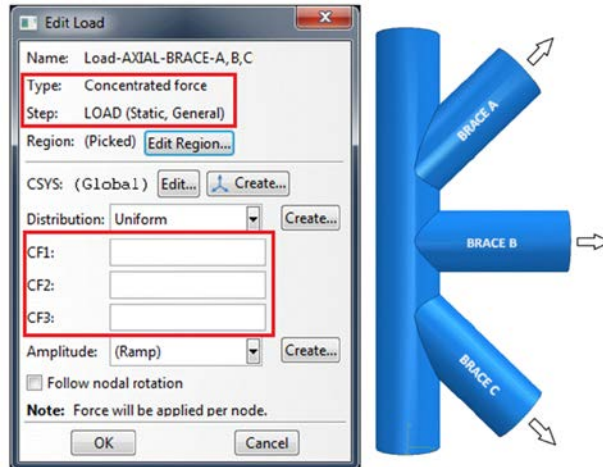 Edit Load
Name: Load-AXIAL-BRACE-A, B,C
Type: Concentrated force
Step: LOAD (Static, General)
Region: (Picked) Edit Region...
CSYS: (Global) Edit... Create...
Distribution: Uniform Create...
CF1:
CF2:
CF3:
Amplitude: (Ramp) Create...
Follow nodal rotation
Note: Force will be applied per node.
OK Cancel
BRACE A
BRACE B
BRACE C